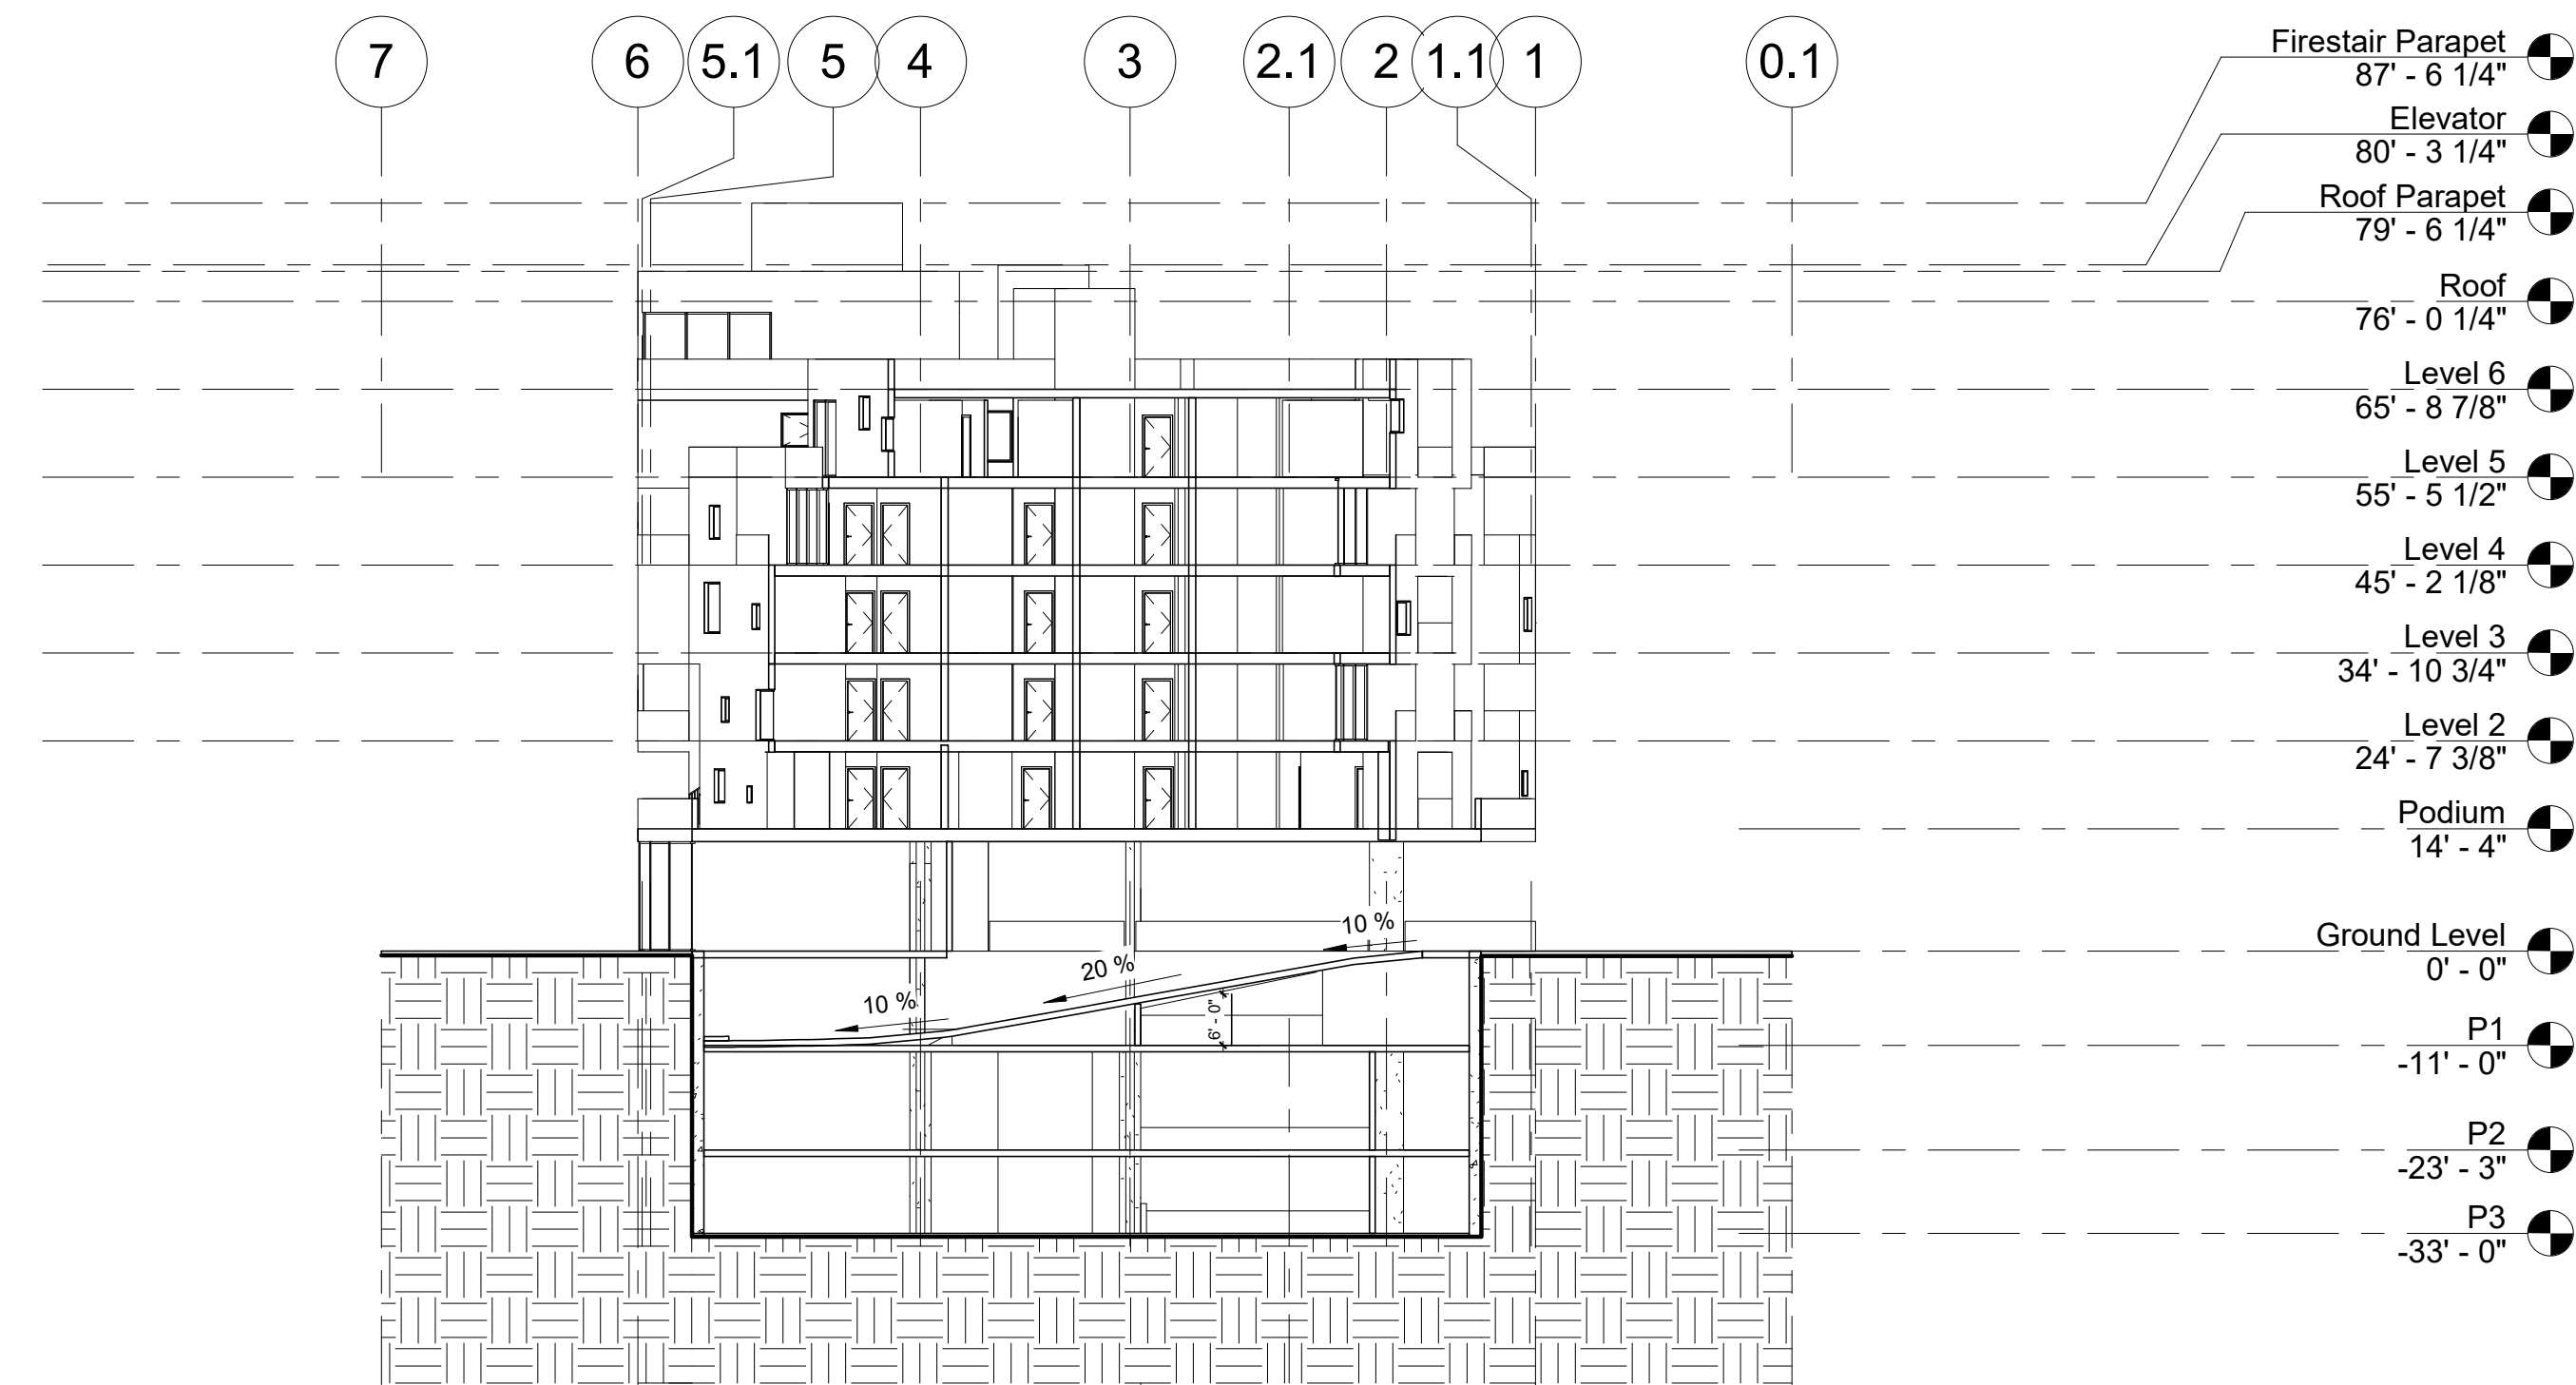 7
6
5.1
5
4
3
2.1
2
1.1
1
0.1
Firestair Parapet
87' - 6 1/4"
Elevator
80' - 3 1/4"
Roof Parapet
79' - 6 1/4"
Roof
76' - 0 1/4"
Level 6
65' - 8 7/8"
Level 5
55' - 5 1/2"
Level 4
45' - 2 1/8"
Level 3
34' - 10 3/4"
Level 2
24' - 7 3/8"
Podium
14' - 4"
Ground Level
0' - 0"
P1
-11' - 0"
P2
-23' - 3"
P3
-33' - 0"
10 %
20 %
10 %
6' - 0"